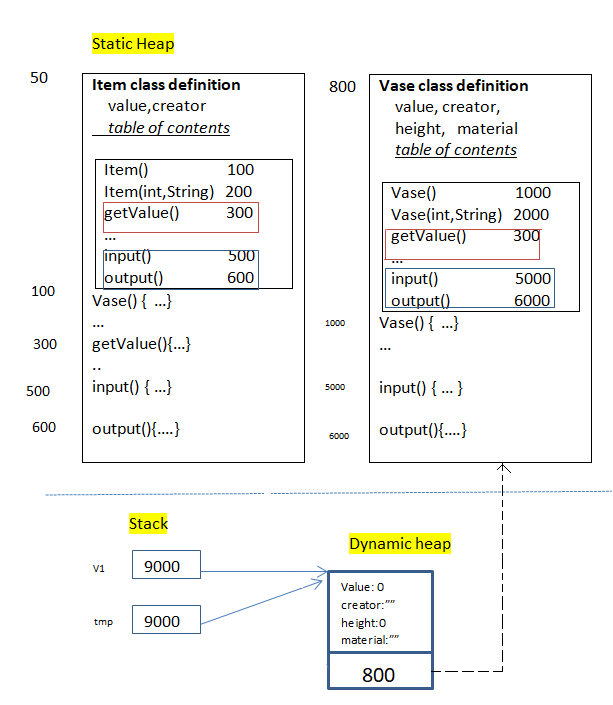 Static Heap
50
Item class definition
value,creator
table of contents
Item() 100
Item(int,String) 200
getValue() 300
...
input() 500
output() 600
100
Vase() { ...}
...
300
getValue(){...}
..
500
input() { ...}
600
output(){....}
800
Vase class definition
value, creator,
height, material
table of contents
Vase() 1000
Vase(int,String) 2000
getValue() 300
...
input() 5000
output() 6000
1000
Vase() { ...}
...
5000
input() { ... }
6000
output(){....}
Stack
V1
9000
tmp
9000
Dynamic heap
Value: 0
creator:””
height:0
material:””
800